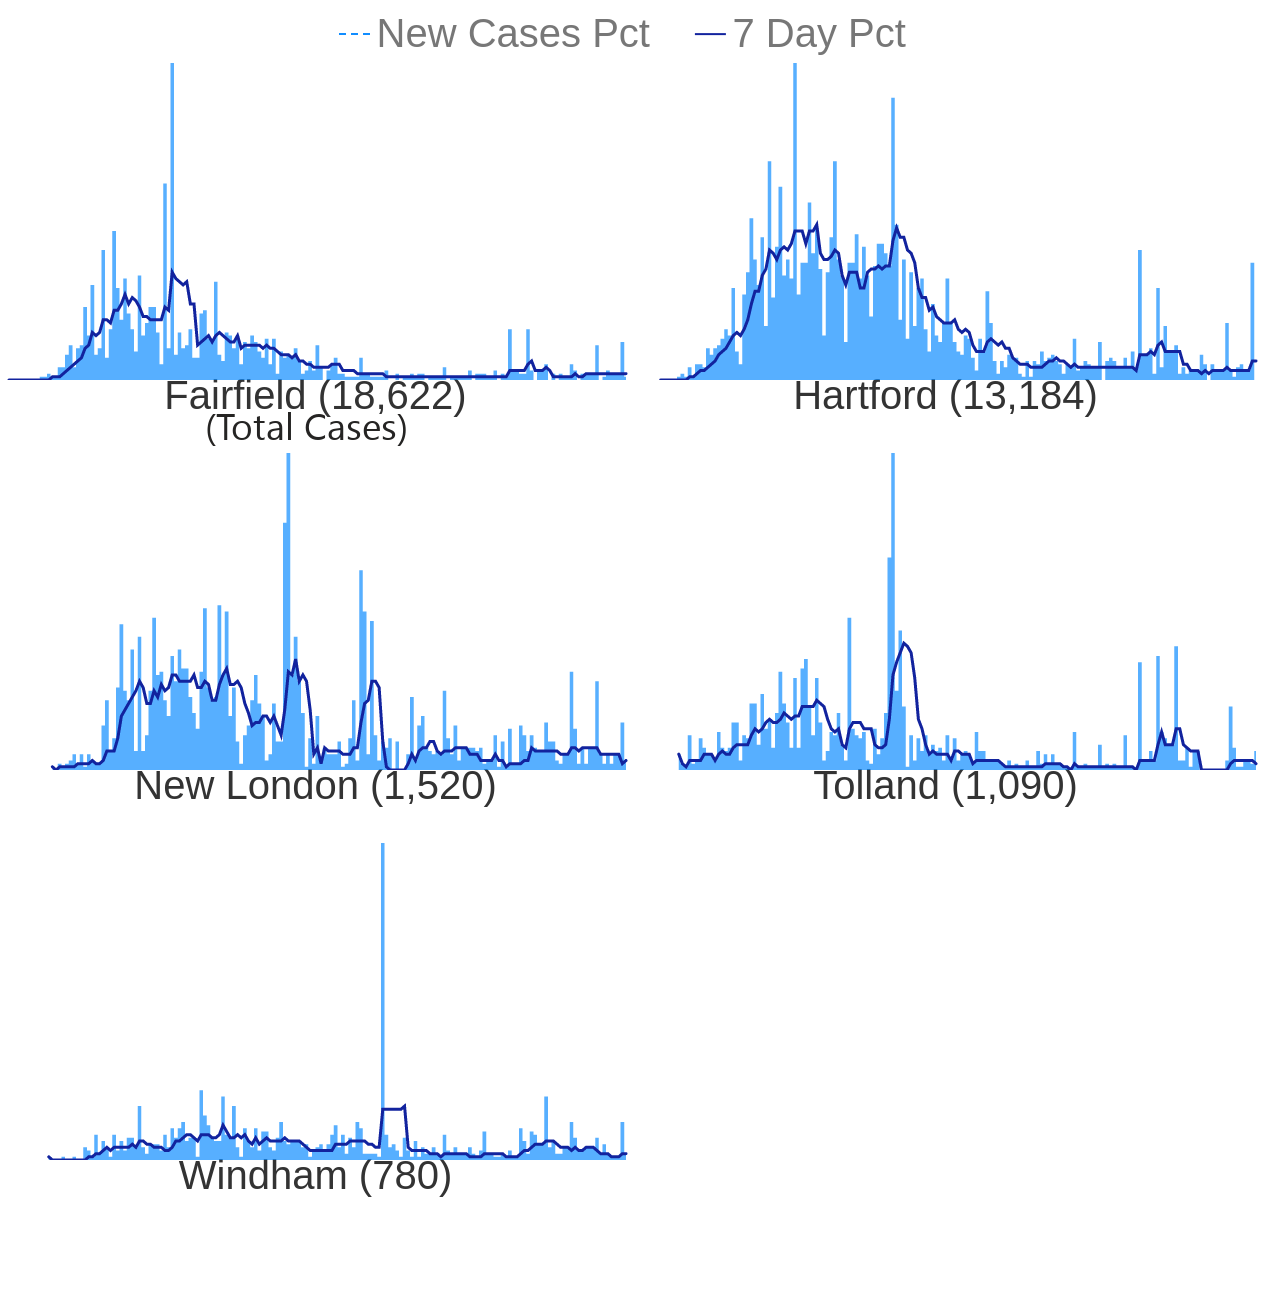 New Cases Pct 7 Day Pct
Fairfield (18,622) Hartford (13,184)
(Total Cases)
New London (1,520) Tolland (1,090)
Windham (780)